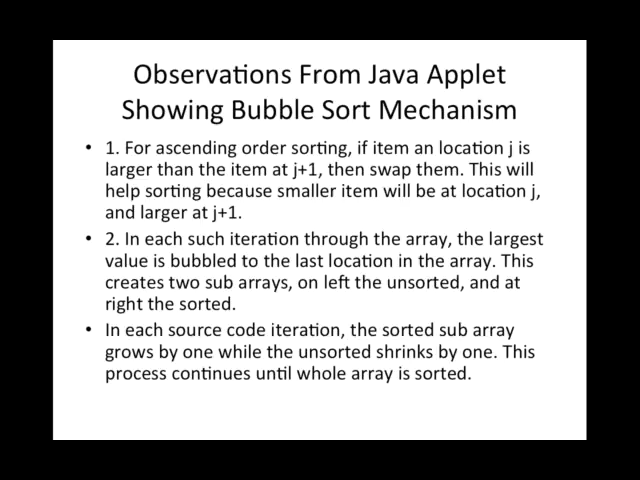 Observations From Java Applet
Showing Bubble Sort Mechanism
• 1. For ascending order sorting, if item an location j is
larger than the item at j+1, then swap them. This will
help sorting because smaller item will be at location j,
and larger at j+1.
• 2. In each such iteration through the array, the largest
value is bubbled to the last location in the array. This
creates two sub arrays, on left the unsorted, and at
right the sorted.
• In each source code iteration, the sorted sub array
grows by one while the unsorted shrinks by one. This
process continues until whole array is sorted.